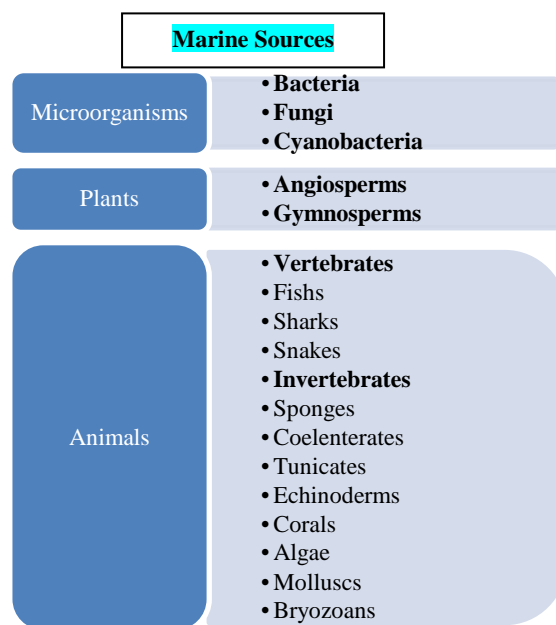 Marine Sources
Microorganisms
• Bacteria
• Fungi
• Cyanobacteria
Plants
• Angiosperms
• Gymnosperms
Animals
• Vertebrates
• Fishs
• Sharks
• Snakes
• Invertebrates
• Sponges
• Coelenterates
• Tunicates
• Echinoderms
• Corals
• Algae
• Molluscs
• Bryozoans